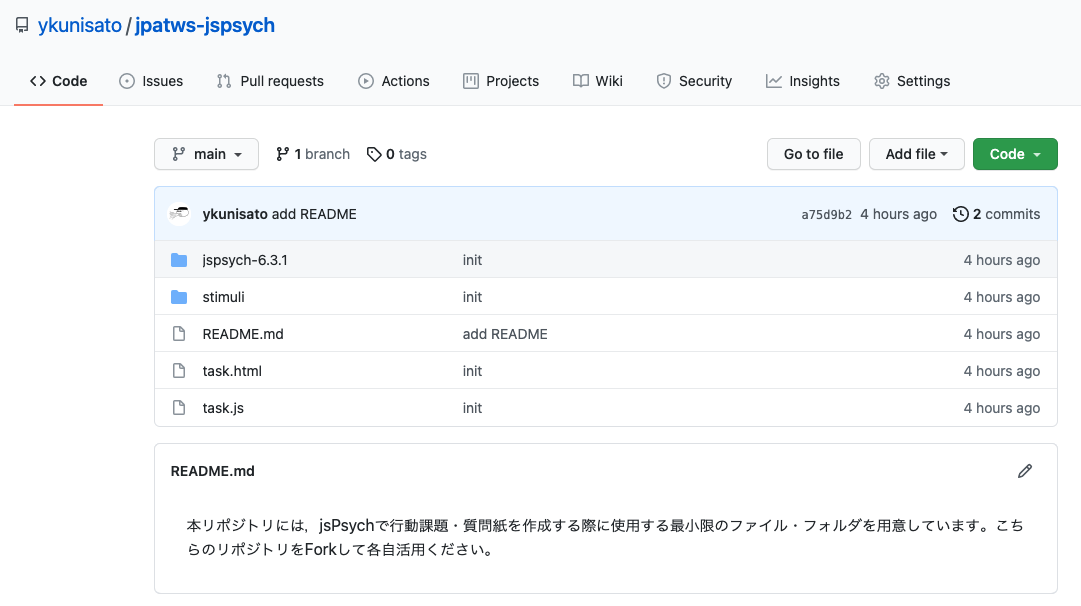 ykunisato/jpatws-jspsych
Code Issues Pull requests Actions Projects Wiki Security Insights Settings
main 1 branch 0 tags Go to file Add file Code
ykunisato add README a75d9b2 4 hours ago 2 commits
jspsych-6.3.1 init 4 hours ago
stimuli init 4 hours ago
README.md add README 4 hours ago
task.html init 4 hours ago
task.js init 4 hours ago
README.md
本リポジトリには，jsPsychで行動課題・質問紙を作成する際に使用する最小限のファイル・フォルダを用意しています。こち
らのリポジトリをForkして各自活用ください。